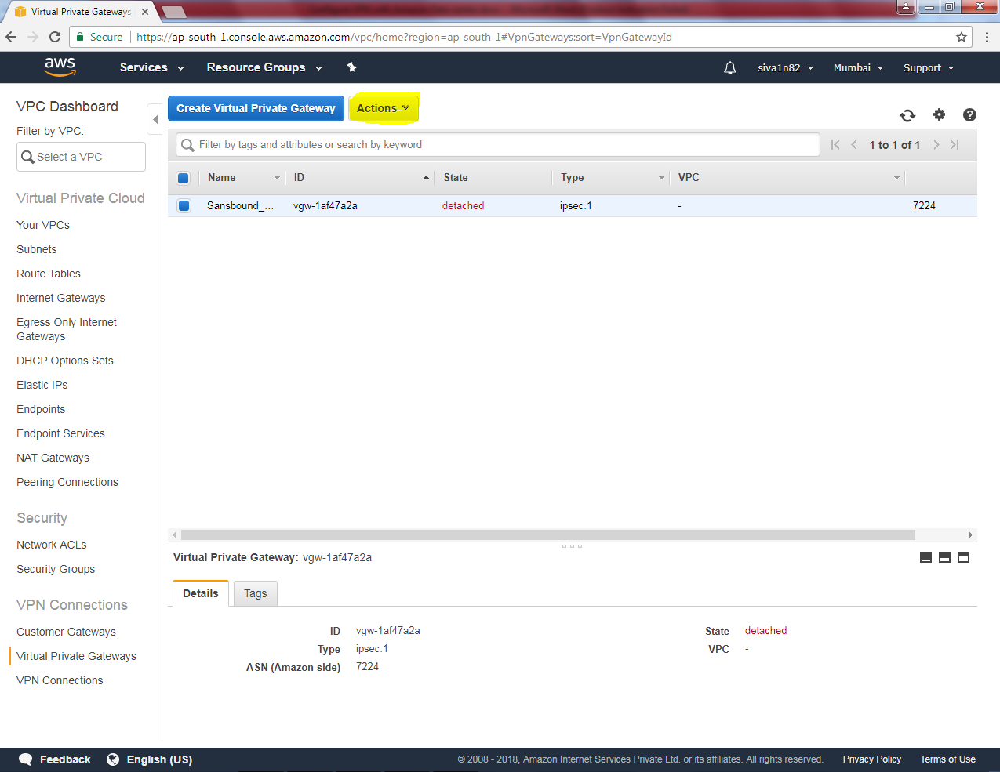 Virtual Private Gateways
Secure
https://ap-south-1.console.aws.amazon.com/vpc/home?region=ap-south-1#VpnGateways:sort=VpnGatewayId
aws
Services
Resource Groups
siva1n82
Mumbai
Support
VPC Dashboard
Filter by VPC:
Select a VPC
Virtual Private Cloud
Your VPCs
Subnets
Route Tables
Internet Gateways
Egress Only Internet
Gateways
DHCP Options Sets
Elastic IPs
Endpoints
Endpoint Services
NAT Gateways
Peering Connections
Security
Network ACLs
Security Groups
VPN Connections
Customer Gateways
Virtual Private Gateways
VPN Connections
Create Virtual Private Gateway
Actions
Filter by tags and attributes or search by keyword
1 to 1 of 1
Name ID State Type VPC
Sansbound_... vgw-1af47a2a detached ipsec.1 - 7224
Virtual Private Gateway: vgw-1af47a2a
Details
Tags
ID vgw-1af47a2a
Type ipsec.1
ASN (Amazon side) 7224
State detached
VPC -
Feedback
English (US)
© 2008 - 2018, Amazon Internet Services Private Ltd. or its affiliates. All rights reserved.
Privacy Policy
Terms of Use